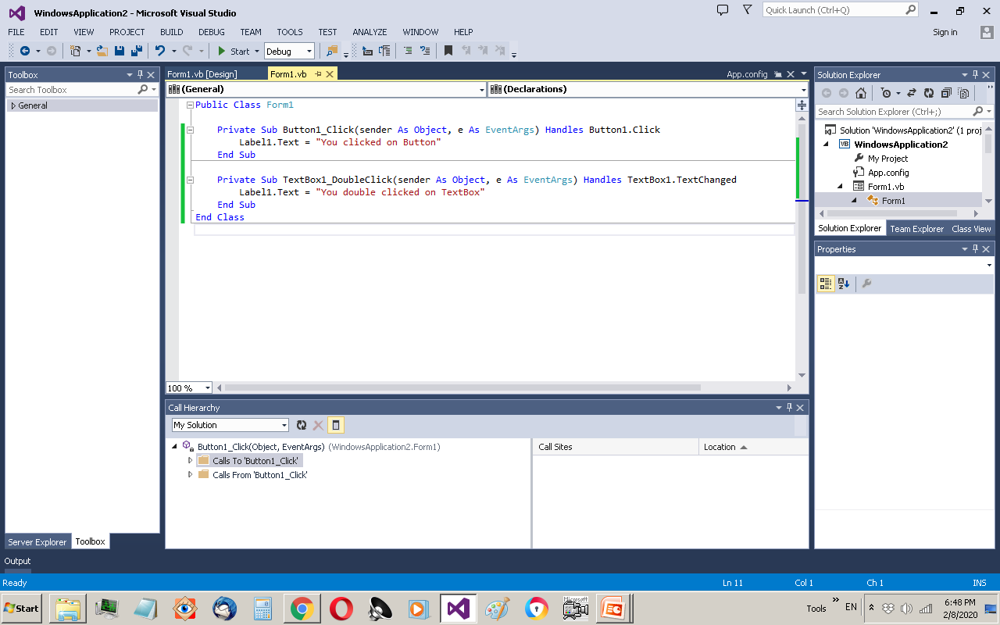 WindowsApplication2 - Microsoft Visual Studio
Quick Launch (Ctrl+Q)
FILE EDIT VIEW PROJECT BUILD DEBUG TEAM TOOLS TEST ANALYZE WINDOW HELP
Sign in
Start Debug
Toolbox
Search Toolbox
General
Server Explorer Toolbox
Form1.vb [Design] Form1.vb App.config
(General) (Declarations)
Public Class Form1
Private Sub Button1_Click(sender As Object, e As EventArgs) Handles Button1.Click
Label1.Text = "You clicked on Button"
End Sub
Private Sub TextBox1_DoubleClick(sender As Object, e As EventArgs) Handles TextBox1.TextChanged
Label1.Text = "You double clicked on TextBox"
End Sub
End Class
100 %
Call Hierarchy
My Solution
Button1_Click(Object, EventArgs) (WindowsApplication2.Form1)
Calls To 'Button1_Click'
Calls From 'Button1_Click'
Call Sites Location
Solution Explorer
Search Solution Explorer (Ctrl+;)
Solution 'WindowsApplication2' (1 proj
VB WindowsApplication2
My Project
App.config
Form1.vb
Form1
Solution Explorer Team Explorer Class View
Properties
Output
Ready Ln 11 Col 1 Ch 1 INS
Start Microsoft Tools » EN 6:48 PM
2/8/2020